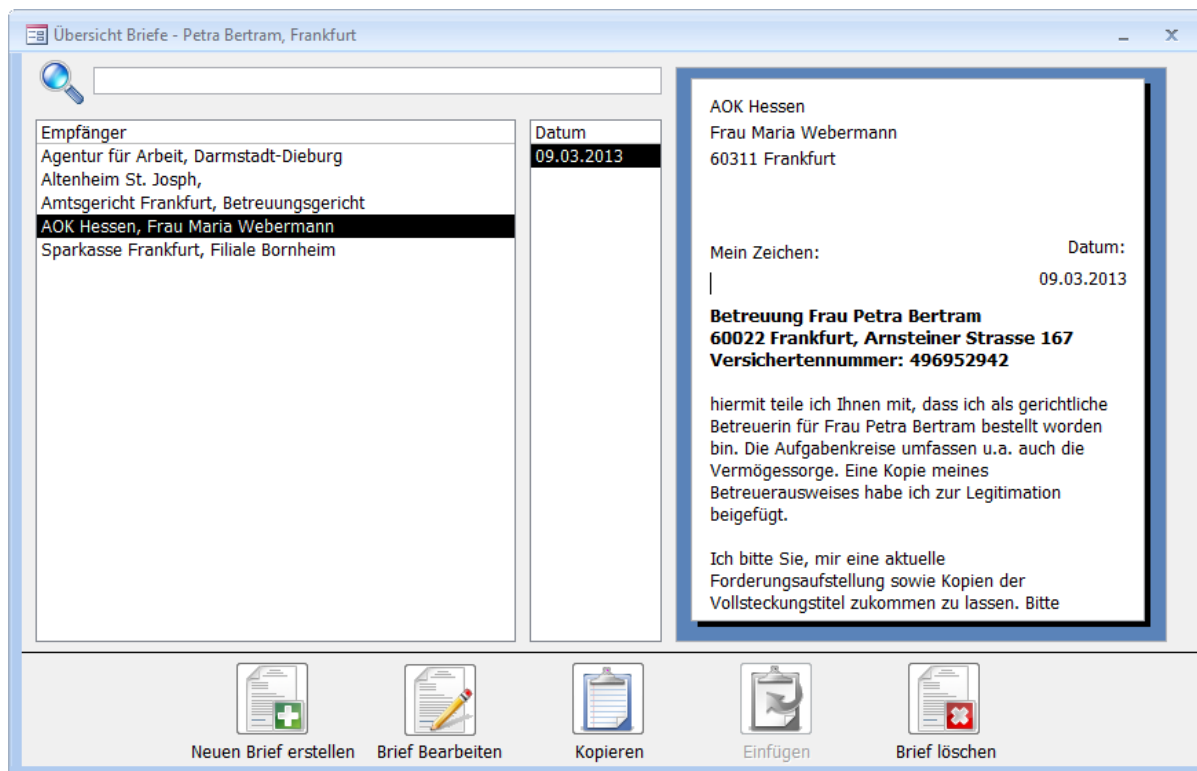 Übersicht Briefe - Petra Bertram, Frankfurt
Empfänger
Agentur für Arbeit, Darmstadt-Dieburg
Altenheim St. Josph,
Amtsgericht Frankfurt, Betreuungsgericht
AOK Hessen, Frau Maria Webermann
Sparkasse Frankfurt, Filiale Bornheim
Datum
09.03.2013
AOK Hessen
Frau Maria Webermann
60311 Frankfurt
Mein Zeichen:
Datum:
09.03.2013
Betreuung Frau Petra Bertram
60022 Frankfurt, Arnsteiner Strasse 167
Versichertennummer: 496952942
hiermit teile ich Ihnen mit, dass ich als gerichtliche
Betreuerin für Frau Petra Bertram bestellt worden
bin. Die Aufgabenkreise umfassen u.a. auch die
Vermögessorge. Eine Kopie meines
Betreuerausweises habe ich zur Legitimation
beigefügt.
Ich bitte Sie, mir eine aktuelle
Forderungsaufstellung sowie Kopien der
Vollsteckungstitel zukommen zu lassen. Bitte
Neuen Brief erstellen
Brief Bearbeiten
Kopieren
Einfügen
Brief löschen